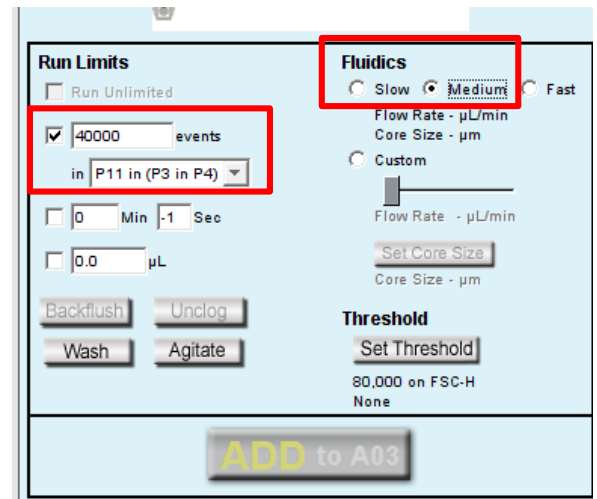 Run Limits
Run Unlimited
40000 events
in P11 in (P3 in P4)
0 Min -1 Sec
0.0 µL
Backflush Unclog
Wash Agitate
Fluidics
Slow Medium Fast
Flow Rate - µL/min
Core Size - µm
Custom
Flow Rate - µL/min
Set Core Size
Core Size - µm
Threshold
Set Threshold
80,000 on FSC-H
None
ADD to A03